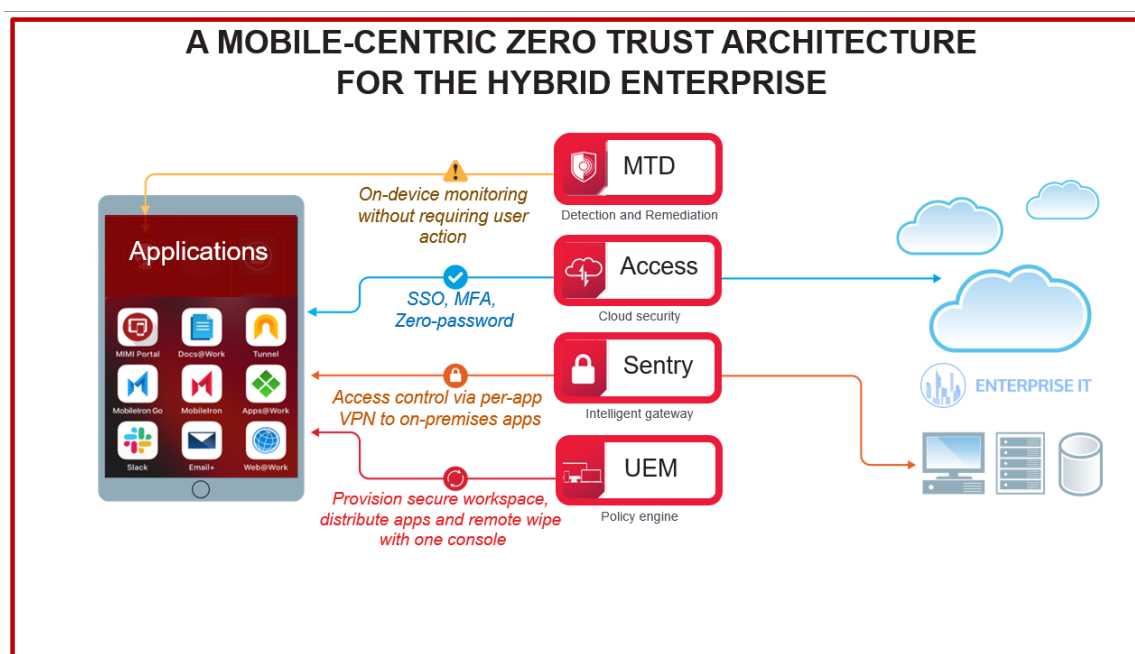 A MOBILE-CENTRIC ZERO TRUST ARCHITECTURE
FOR THE HYBRID ENTERPRISE
MTD
Detection and Remediation
On-device monitoring
without requiring user
action
Applications
Access
Cloud security
SSO, MFA,
Zero-password
MIMI Portal
Docs@Work
Tunnel
Sentry
Intelligent gateway
Access control via per-app
VPN to on-premises apps
ENTERPRISE IT
MobileIron Go
MobileIron
Apps@Work
UEM
Policy engine
Slack
Email+
Web@Work
Provision secure workspace,
distribute apps and remote wipe
with one console